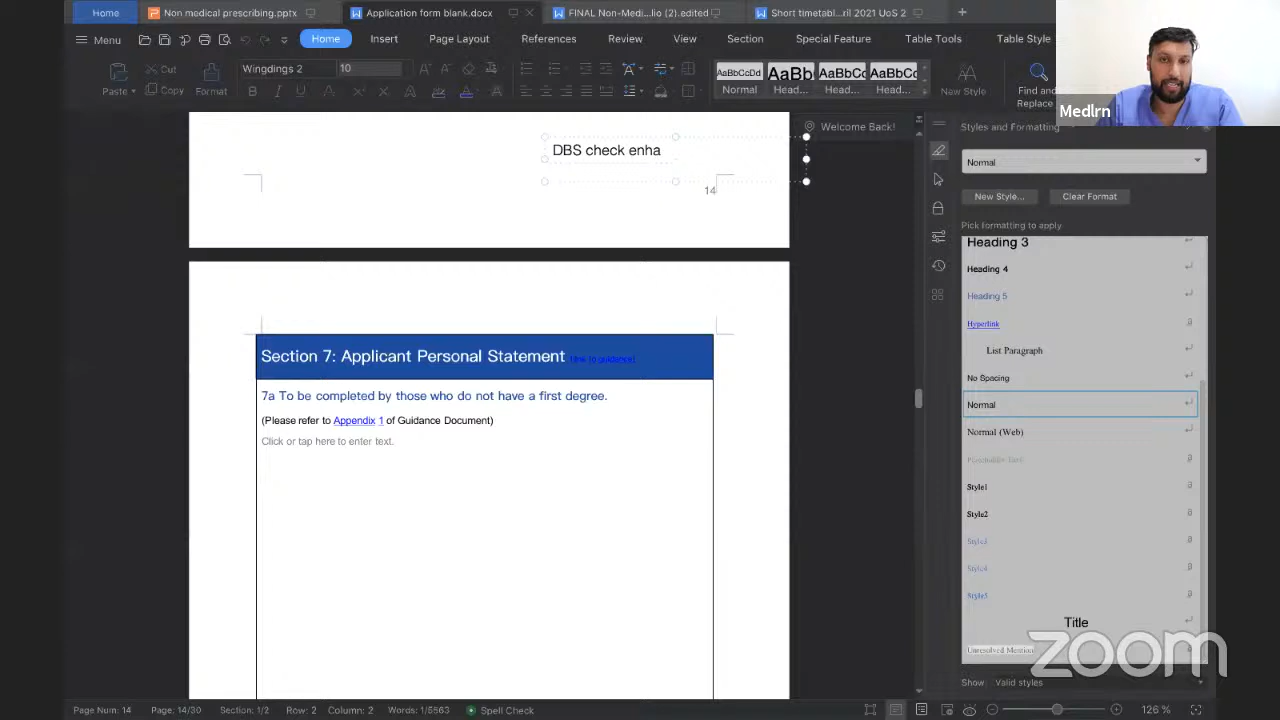 Home
Non medical prescribing.pptx
Application form blank.docx
FINAL Non-Medi...lio (2).edited
Short timetabl...ril 2021 UoS 2
Menu
Home
Insert
Page Layout
References
Review
View
Section
Special Feature
Table Tools
Table Style
Paste
Cut
Copy
Format
Wingdings 2
10
AaBbCcDd
AaBb
AaBbCc
AaBbCc
Normal
Head...
Head...
Head...
New Style
Find and
Replace
Medlrn
DBS check enha
14
Section 7: Applicant Personal Statement (link to guidance)
7a To be completed by those who do not have a first degree.
(Please refer to Appendix 1 of Guidance Document)
Click or tap here to enter text.
Welcome Back!
Styles and Formatting
Normal
New Style...
Clear Format
Pick formatting to apply
Heading 3
Heading 4
Heading 5
Hyperlink
List Paragraph
No Spacing
Normal
Normal (Web)
Placeholder Text
Style1
Style2
Style3
Style4
Style5
Title
Unresolved Mention
Show:
Valid styles
zoom
Page Num: 14
Page: 14/30
Section: 1/2
Row: 2
Column: 2
Words: 1/5563
Spell Check
126 %